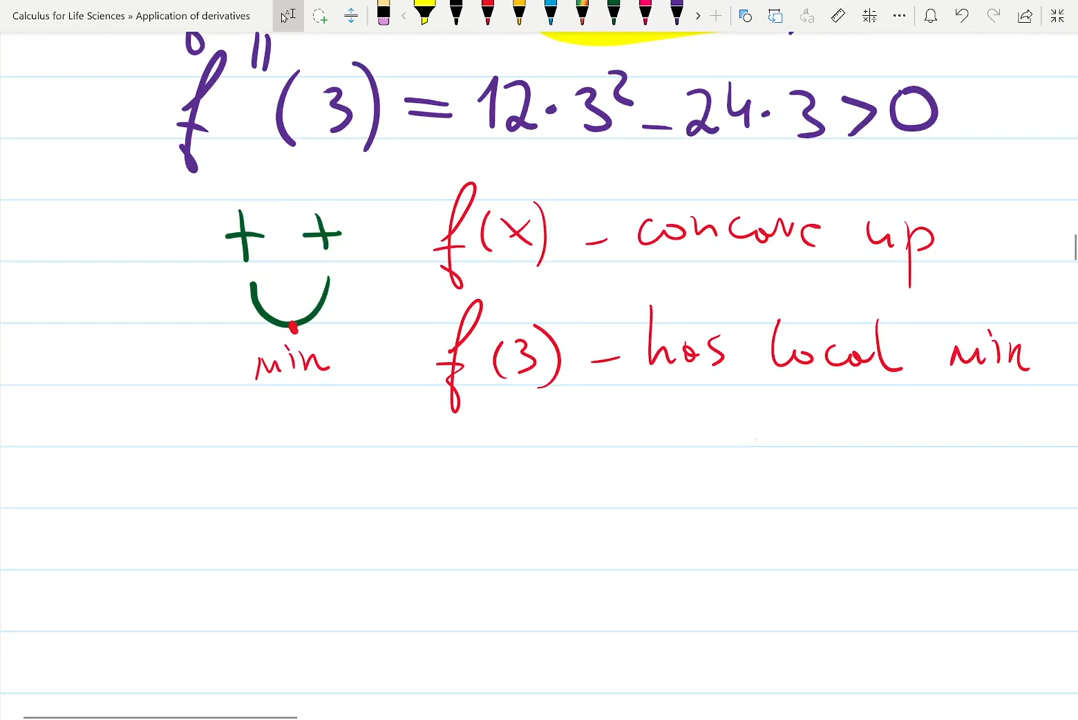 Calculus for Life Sciences » Application of derivatives
f''(3) = 12·3² - 24·3 > 0
+ +
f(x) - concave up
f(3) - has local min
min